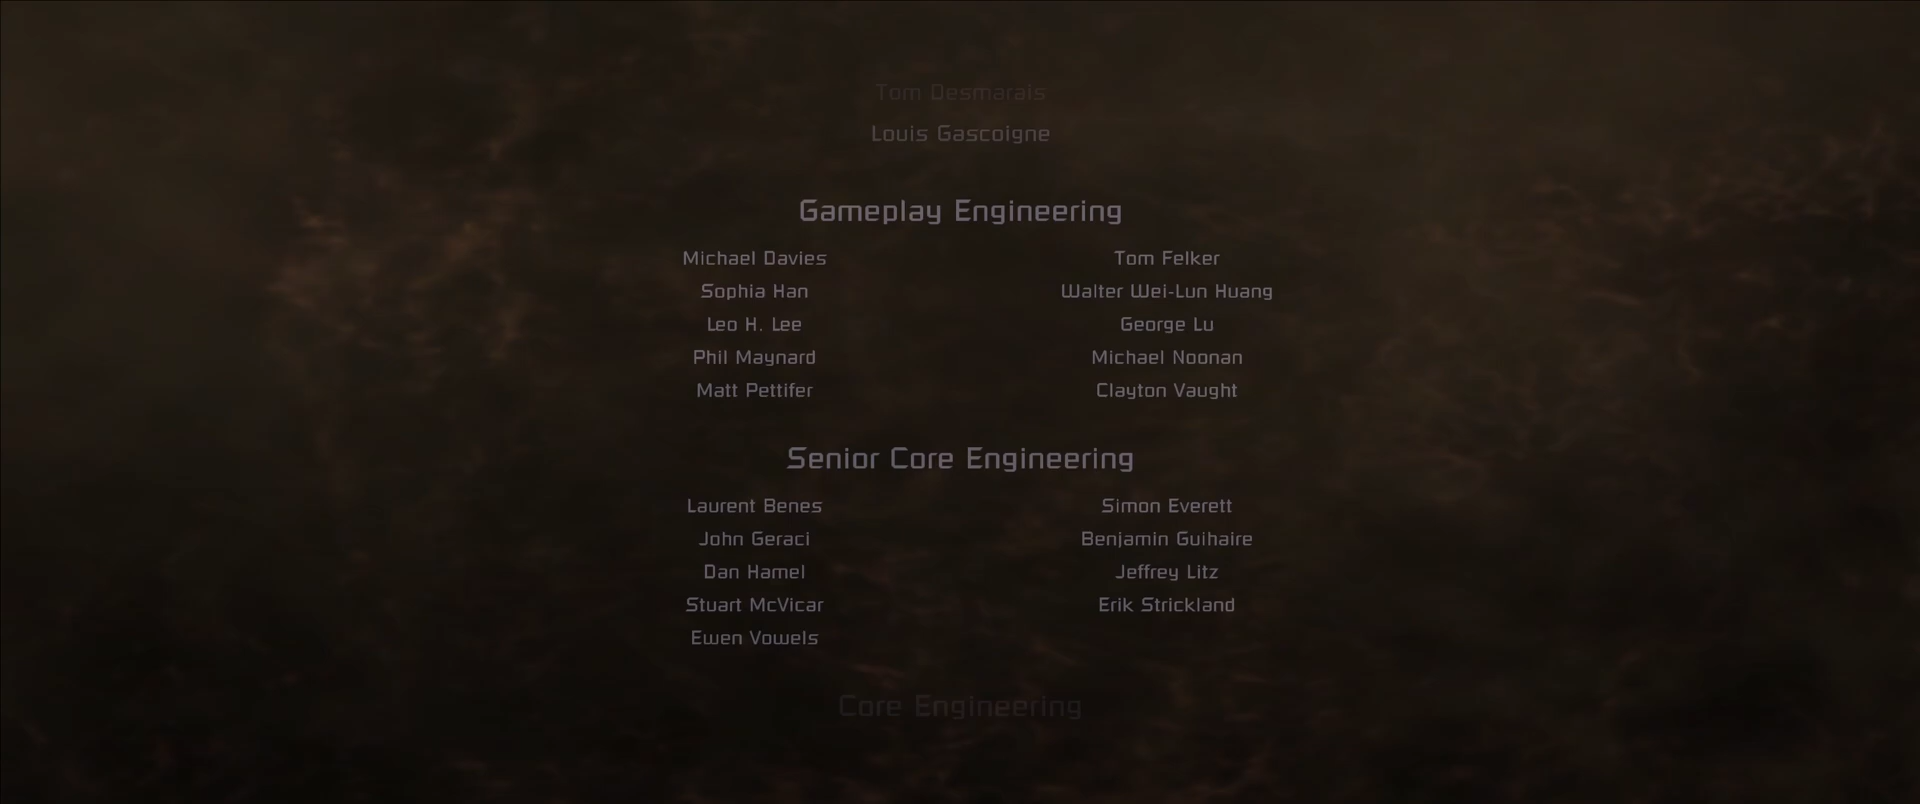 Tom Desmarais
Louis Gascoigne
Gameplay Engineering
Michael Davies Tom Felker
Sophia Han Walter Wei-Lun Huang
Leo H. Lee George Lu
Phil Maynard Michael Noonan
Matt Pettifer Clayton Vaught
Senior Core Engineering
Laurent Benes Simon Everett
John Geraci Benjamin Guihaire
Dan Hamel Jeffrey Litz
Stuart McVicar Erik Strickland
Ewen Vowels
Core Engineering